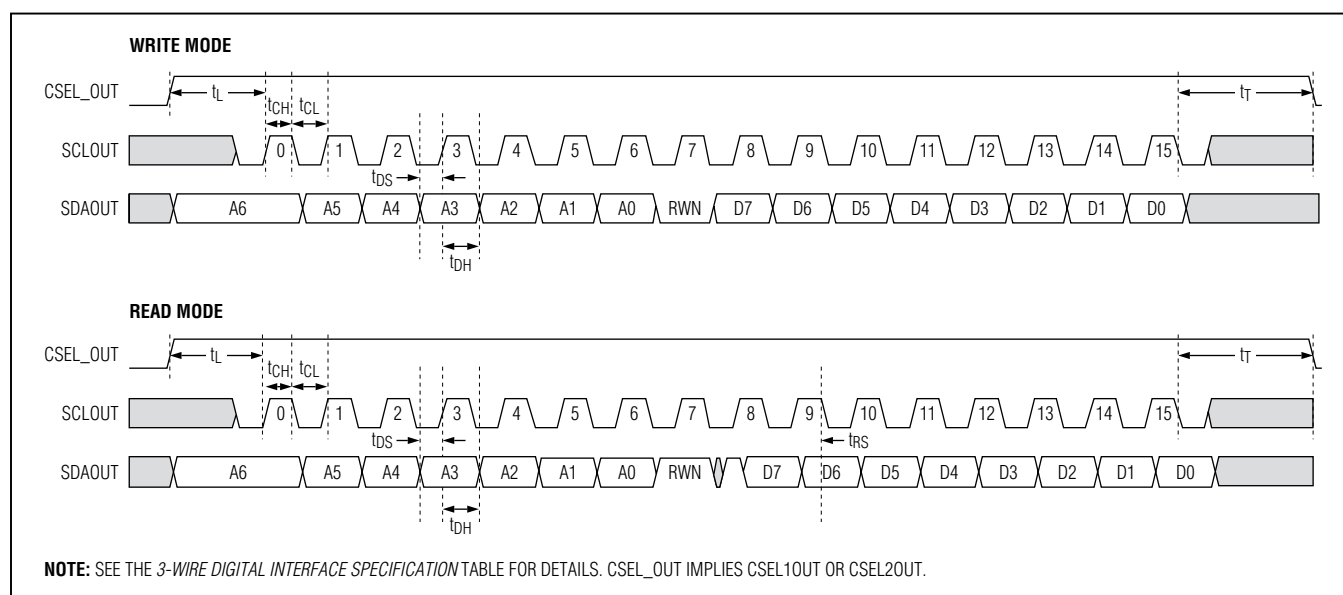 WRITE MODE
CSEL_OUT tL tT
tCH tCL
SCLOUT 0 1 2 3 4 5 6 7 8 9 10 11 12 13 14 15
tDS
SDAOUT A6 A5 A4 A3 A2 A1 A0 RWN D7 D6 D5 D4 D3 D2 D1 D0
tDH
READ MODE
CSEL_OUT tL tT
tCH tCL
SCLOUT 0 1 2 3 4 5 6 7 8 9 10 11 12 13 14 15
tDS tRS
SDAOUT A6 A5 A4 A3 A2 A1 A0 RWN D7 D6 D5 D4 D3 D2 D1 D0
tDH
NOTE: SEE THE 3-WIRE DIGITAL INTERFACE SPECIFICATION TABLE FOR DETAILS. CSEL_OUT IMPLIES CSEL1OUT OR CSEL2OUT.